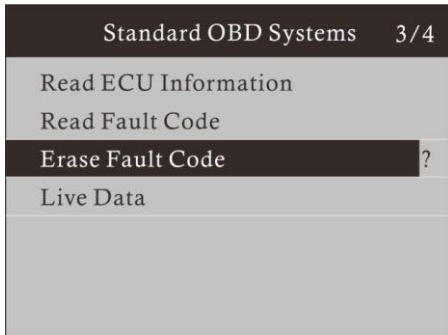 Standard OBD Systems 3/4
Read ECU Information
Read Fault Code
Erase Fault Code ?
Live Data